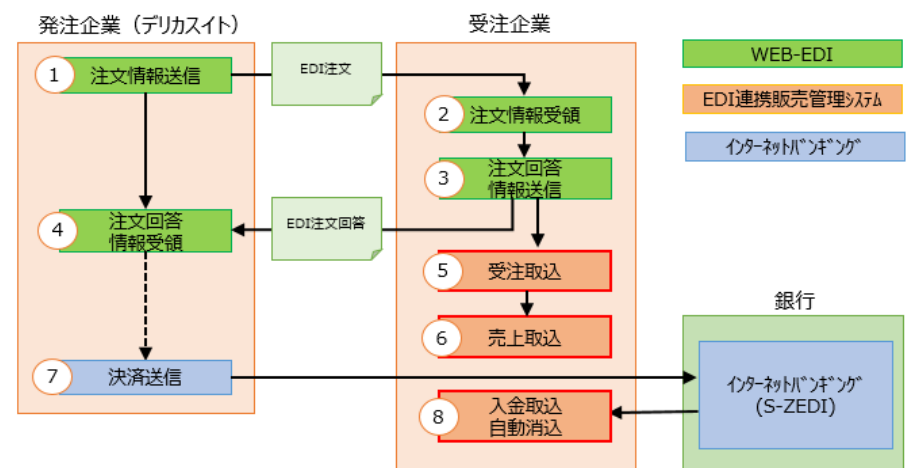 発注企業（デリカスイト）
受注企業
1
注文情報送信
EDI注文
WEB-EDI
EDI連携販売管理ｼｽﾃﾑ
ｲﾝﾀｰﾈｯﾄﾊﾞﾝｷﾞﾝｸﾞ
2
注文情報受領
3
注文回答
情報送信
4
注文回答
情報受領
EDI注文回答
5
受注取込
6
売上取込
銀行
7
決済送信
ｲﾝﾀｰﾈｯﾄﾊﾞﾝｷﾞﾝｸﾞ
(S-ZEDI)
8
入金取込
自動消込